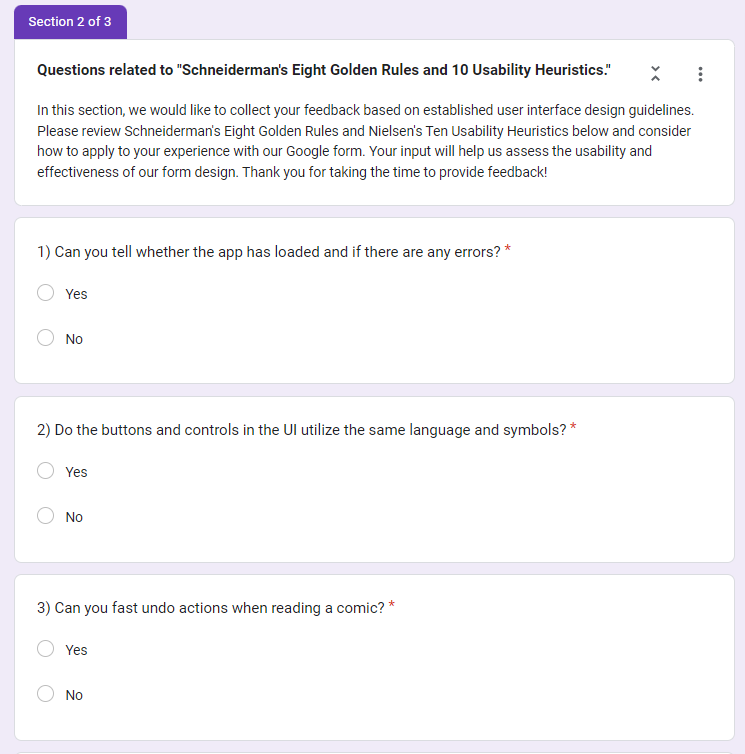 Section 2 of 3
Questions related to "Schneiderman's Eight Golden Rules and 10 Usability Heuristics."
In this section, we would like to collect your feedback based on established user interface design guidelines.
Please review Schneiderman's Eight Golden Rules and Nielsen's Ten Usability Heuristics below and consider
how to apply to your experience with our Google form. Your input will help us assess the usability and
effectiveness of our form design. Thank you for taking the time to provide feedback!
1) Can you tell whether the app has loaded and if there are any errors? *
Yes
No
2) Do the buttons and controls in the UI utilize the same language and symbols? *
Yes
No
3) Can you fast undo actions when reading a comic? *
Yes
No